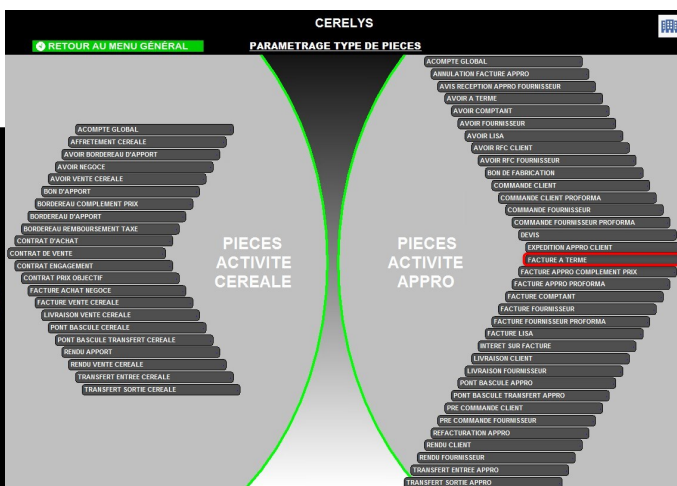 CERELYS
RETOUR AU MENU GÉNÉRAL
PARAMETRAGE TYPE DE PIECES
ACOMPTE GLOBAL
AFFRETEMENT CEREALE
AVOIR BORDEREAU D'APPORT
AVOIR NEGOCE
AVOIR VENTE CEREALE
BON D'APPORT
BORDEREAU COMPLEMENT PRIX
BORDEREAU D'APPORT
BORDEREAU REMBOURSEMENT TAXE
CONTRAT D'ACHAT
CONTRAT DE VENTE
CONTRAT ENGAGEMENT
CONTRAT PRIX OBJECTIF
FACTURE ACHAT NEGOCE
FACTURE VENTE CEREALE
LIVRAISON VENTE CEREALE
PONT BASCULE CEREALE
PONT BASCULE TRANSFERT CEREALE
RENDU APPORT
RENDU VENTE CEREALE
TRANSFERT ENTREE CEREALE
TRANSFERT SORTIE CEREALE
PIECES
ACTIVITE
CEREALE
PIECES
ACTIVITE
APPRO
ACOMPTE GLOBAL
ANNULATION FACTURE APPRO
AVIS RECEPTION APPRO FOURNISSEUR
AVOIR A TERME
AVOIR COMPTANT
AVOIR FOURNISSEUR
AVOIR LISA
AVOIR RFC CLIENT
AVOIR RFC FOURNISSEUR
BON DE FABRICATION
COMMANDE CLIENT
COMMANDE CLIENT PROFORMA
COMMANDE FOURNISSEUR
COMMANDE FOURNISSEUR PROFORMA
DEVIS
EXPEDITION APPRO CLIENT
FACTURE A TERME
FACTURE APPRO COMPLEMENT PRIX
FACTURE APPRO PROFORMA
FACTURE COMPTANT
FACTURE FOURNISSEUR
FACTURE FOURNISSEUR PROFORMA
FACTURE LISA
INTERET SUR FACTURE
LIVRAISON CLIENT
LIVRAISON FOURNISSEUR
PONT BASCULE APPRO
PONT BASCULE TRANSFERT APPRO
PRE COMMANDE CLIENT
PRE COMMANDE FOURNISSEUR
REFACTURATION APPRO
RENDU CLIENT
RENDU FOURNISSEUR
TRANSFERT ENTREE APPRO
TRANSFERT SORTIE APPRO